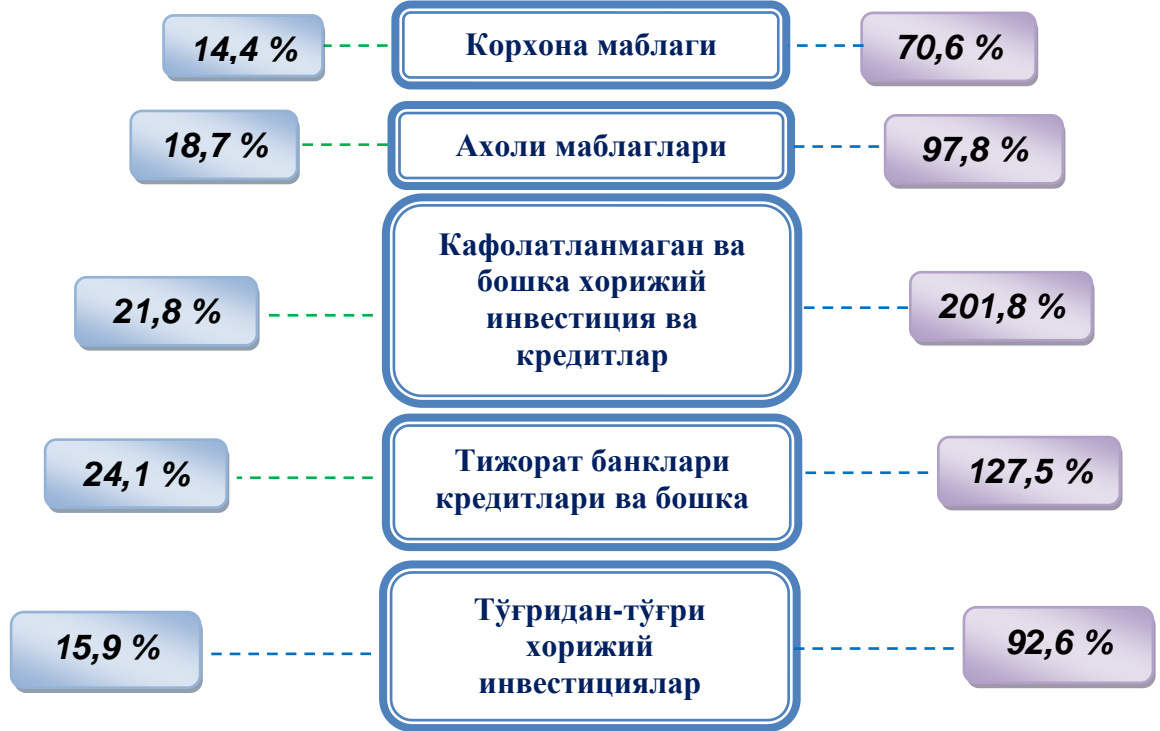 14,4 %
Корхона маблаги
70,6 %
18,7 %
Ахоли маблаглари
97,8 %
21,8 %
Кафолатланмаган ва
бошка хорижий
инвестиция ва
кредитлар
201,8 %
24,1 %
Тижорат банклари
кредитлари ва бошка
127,5 %
15,9 %
Тўғридан-тўғри
хорижий
инвестициялар
92,6 %